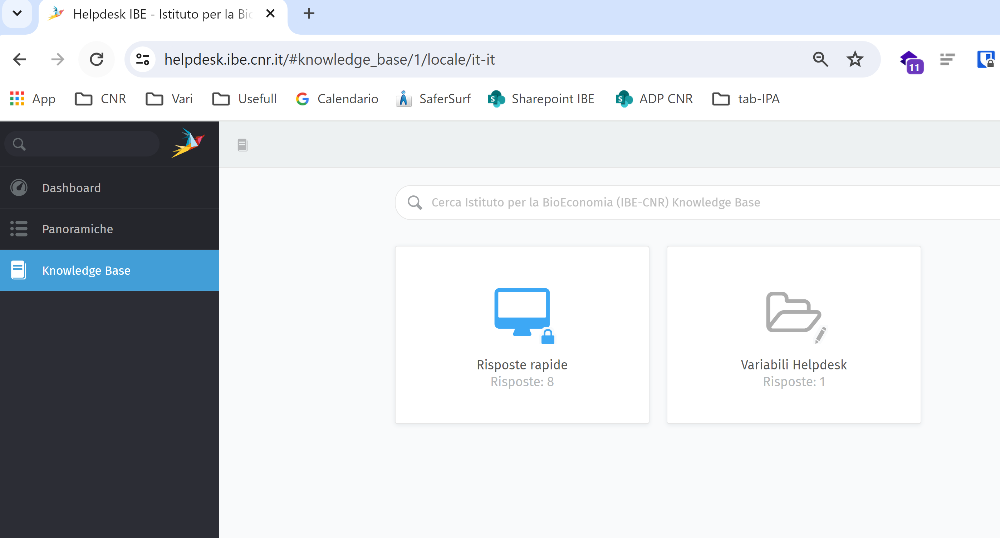 Helpdesk IBE - Istituto per la Bio
helpdesk.ibe.cnr.it/#knowledge_base/1/locale/it-it
11
App
CNR
Vari
Usefull
Calendario
SaferSurf
Sharepoint IBE
ADP CNR
tab-IPA
Dashboard
Panoramiche
Knowledge Base
Cerca Istituto per la BioEconomia (IBE-CNR) Knowledge Base
Risposte rapide
Risposte: 8
Variabili Helpdesk
Risposte: 1